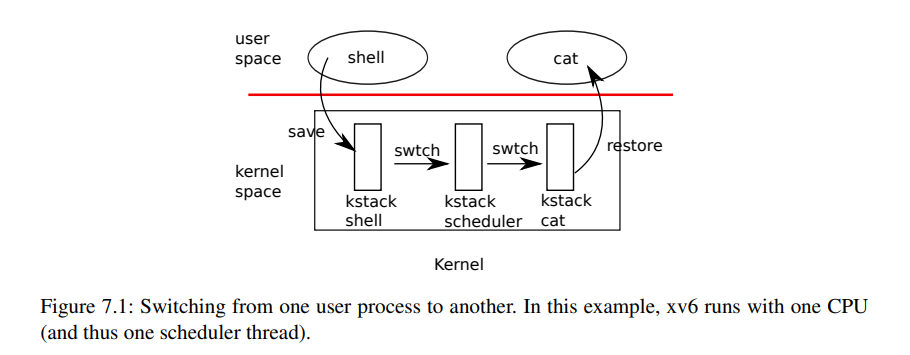 user
space
shell
cat
save
swtch
swtch
restore
kernel
space
kstack
shell
kstack
scheduler
kstack
cat
Kernel
Figure 7.1: Switching from one user process to another. In this example, xv6 runs with one CPU
(and thus one scheduler thread).